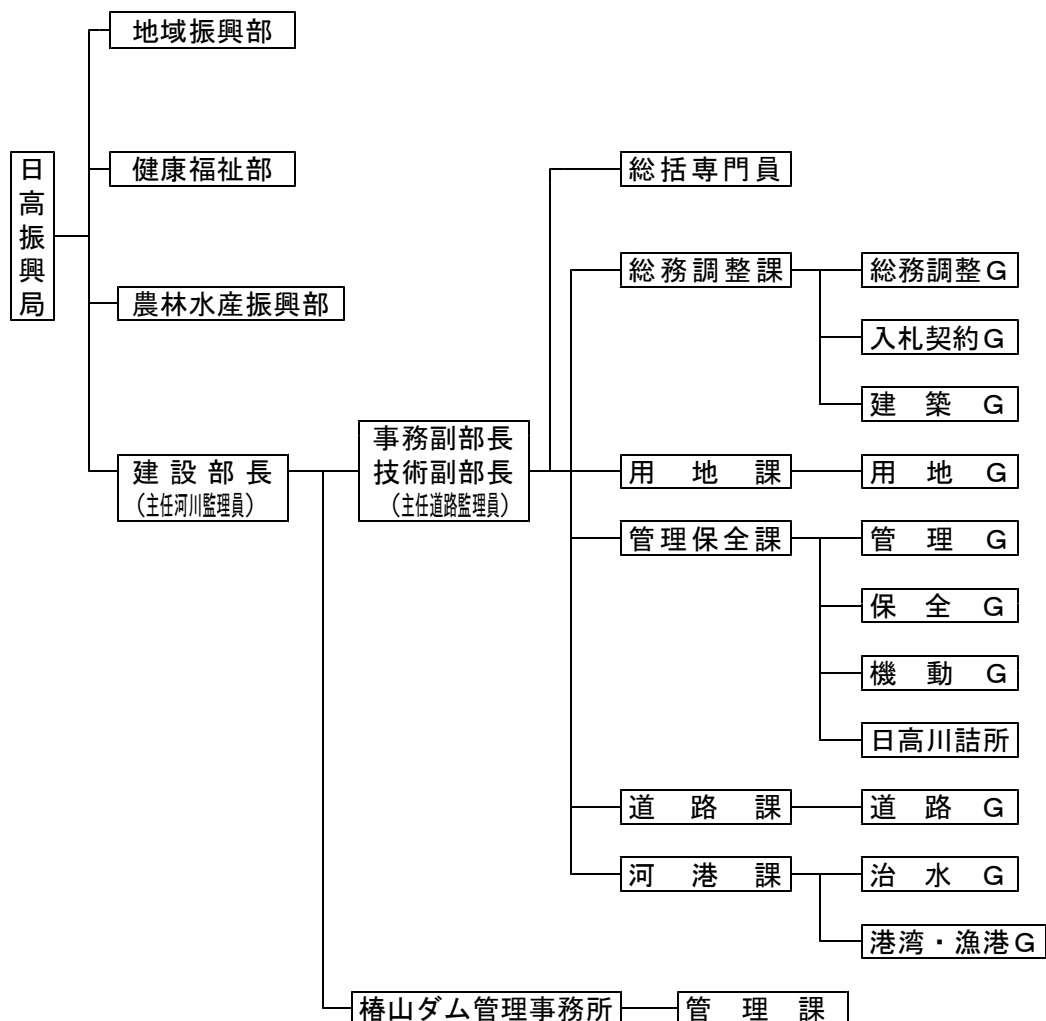 地域振興部
健康福祉部
総括専門員
日高振興局
総務調整課
総務調整G
農林水産振興部
入札契約G
建築G
建設部長
(主任河川監理員)
事務副部長
技術副部長
(主任道路監理員)
用地課
用地G
管理保全課
管理G
保全G
機動G
日高川詰所
道路課
道路G
河港課
治水G
港湾・漁港G
椿山ダム管理事務所
管理課